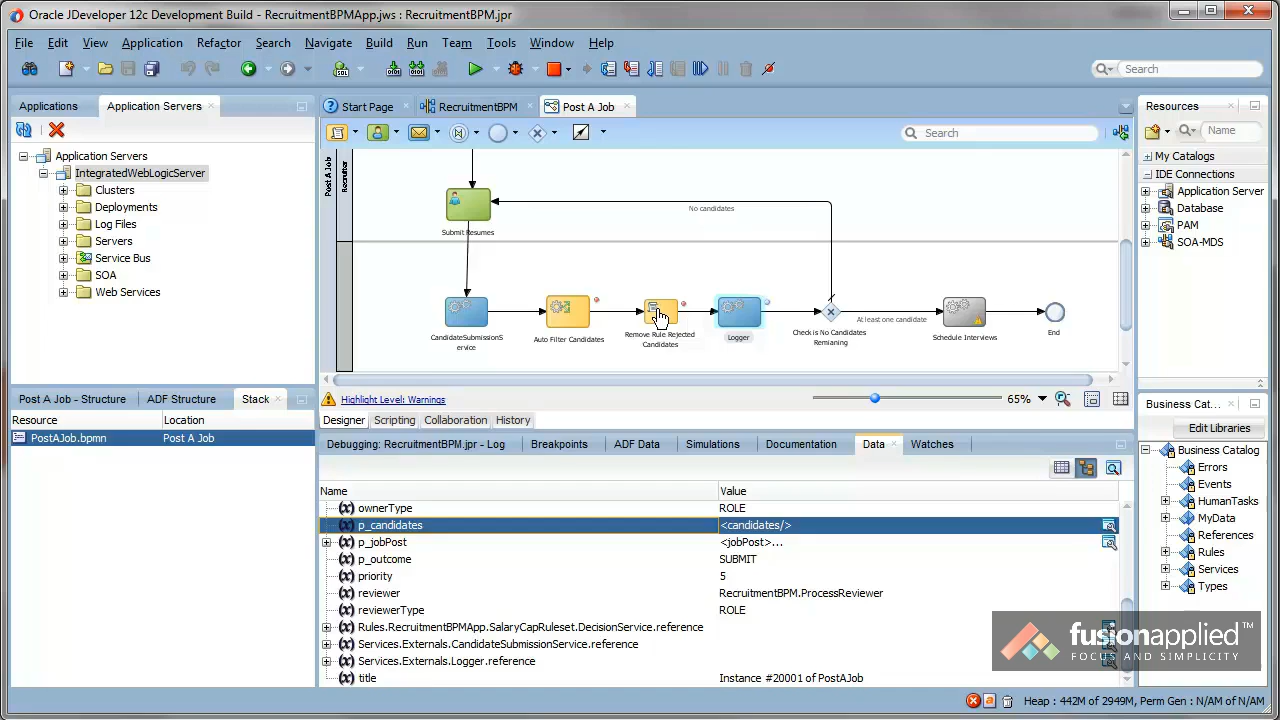 Oracle JDeveloper 12c Development Build - RecruitmentBPMApp.jws : RecruitmentBPM.jpr
File Edit View Application Refactor Search Navigate Build Run Team Tools Window Help
Search
Applications Application Servers
Start Page RecruitmentBPM Post A Job
Resources
Search
Name
Application Servers
IntegratedWebLogicServer
Clusters
Deployments
Log Files
Servers
Service Bus
SOA
Web Services
Post A Job
Recruiter
Submit Resumes
No candidates
CandidateSubmissionS
ervice
Auto Filter Candidates
Remove Rule Rejected
Candidates
Logger
Check is No Candidates
Remianing
At least one candidate
Schedule Interviews
End
My Catalogs
IDE Connections
Application Server
Database
PAM
SOA-MDS
Highlight Level: Warnings
65%
Designer Scripting Collaboration History
Post A Job - Structure ADF Structure Stack
Resource Location
PostAJob.bpmn Post A Job
Debugging: RecruitmentBPM.jpr - Log Breakpoints ADF Data Simulations Documentation Data Watches
Name Value
ownerType ROLE
p_candidates <candidates/>
p_jobPost <jobPost>...
p_outcome SUBMIT
priority 5
reviewer RecruitmentBPM.ProcessReviewer
reviewerType ROLE
Rules.RecruitmentBPMApp.SalaryCapRuleset.DecisionService.reference
Services.Externals.CandidateSubmissionService.reference
Services.Externals.Logger.reference
title Instance #20001 of PostAJob
Business Cat...
Edit Libraries
Business Catalog
Errors
Events
HumanTasks
MyData
References
Rules
Services
Types
fusionapplied™
FOCUS AND SIMPLICITY
Heap : 442M of 2949M, Perm Gen : N/AM of N/AM